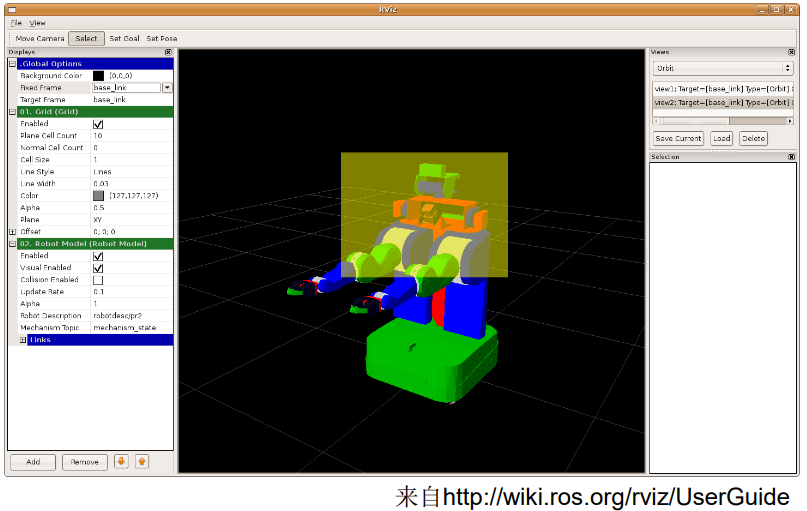 RViz
File View
Move Camera Select Set Goal Set Pose
Displays
.Global Options
Background Color (0,0,0)
Fixed Frame base_link
Target Frame base_link
01. Grid (Grid)
Enabled
Plane Cell Count 10
Normal Cell Count 0
Cell Size 1
Line Style Lines
Line Width 0.03
Color (127,127,127)
Alpha 0.5
Plane XY
Offset 0; 0; 0
02. Robot Model (Robot Model)
Enabled
Visual Enabled
Collision Enabled
Update Rate 0.1
Alpha 1
Robot Description robotdesc/pr2
Mechanism Topic mechanism_state
Links
Add Remove
Views
Orbit
view1; Target=[base_link] Type=[Orbit]
view2; Target=[base_link] Type=[Orbit] C
Save Current Load Delete
Selection
来自http://wiki.ros.org/rviz/UserGuide